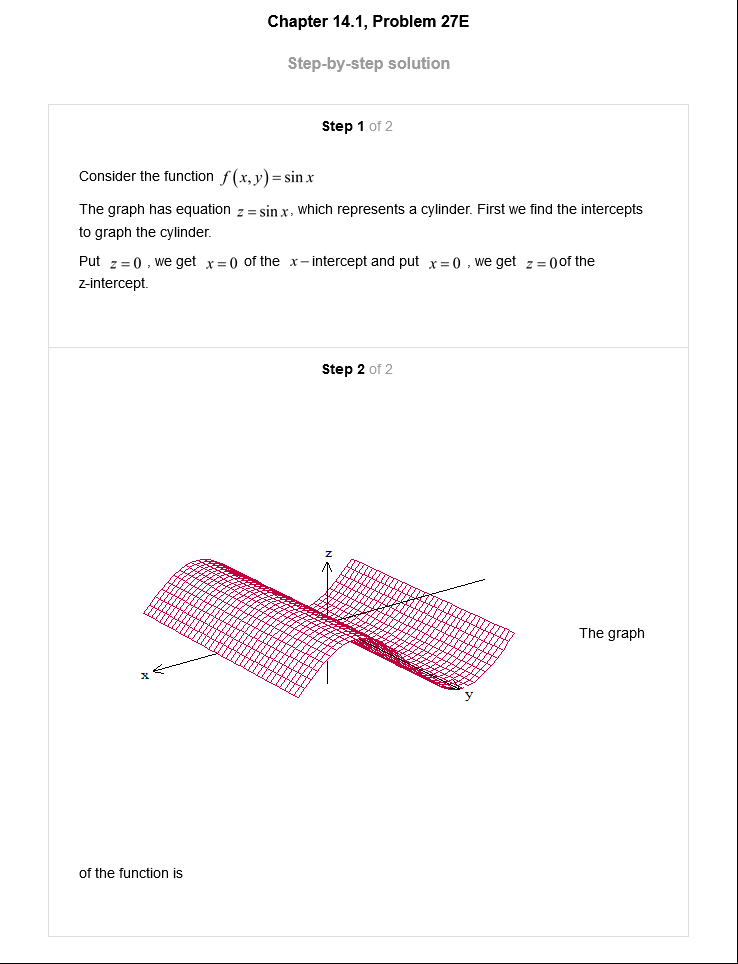 Chapter 14.1, Problem 27E
Step-by-step solution
Step 1 of 2
Consider the function f(x, y) = sin x
The graph has equation z = sin x, which represents a cylinder. First we find the intercepts
to graph the cylinder.
Put z = 0 , we get x = 0 of the x − intercept and put x = 0 , we get z = 0 of the
z-intercept.
Step 2 of 2
z
The graph
x
y
of the function is